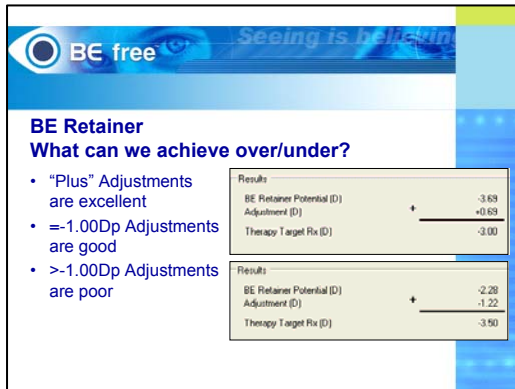 Seeing is believing
BE free
BE Retainer
What can we achieve over/under?
• “Plus” Adjustments
are excellent
• =-1.00Dp Adjustments
are good
• >-1.00Dp Adjustments
are poor
Results
BE Retainer Potential (D) -3.69
Adjustment (D) + +0.69
Therapy Target Rx (D) -3.00
Results
BE Retainer Potential (D) -2.28
Adjustment (D) + -1.22
Therapy Target Rx (D) -3.50